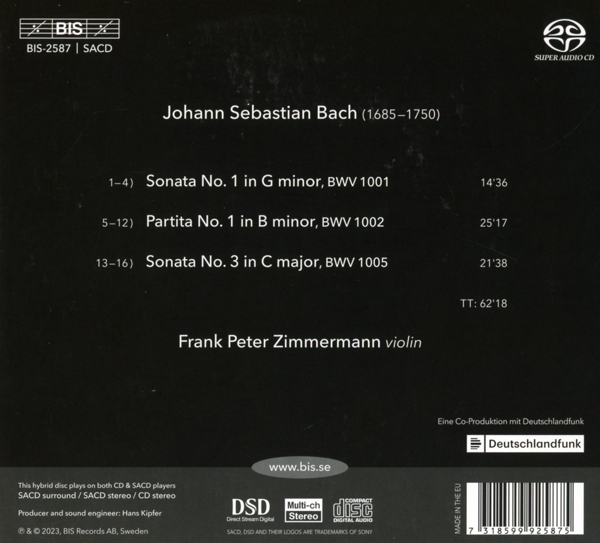 BIS
BIS-2587 | SACD
SUPER AUDIO CD
Johann Sebastian Bach (1685–1750)
1–4) Sonata No. 1 in G minor, BWV 1001 14'36
5–12) Partita No. 1 in B minor, BWV 1002 25'17
13–16) Sonata No. 3 in C major, BWV 1005 21'38
TT: 62'18
Frank Peter Zimmermann violin
Eine Co-Produktion mit Deutschlandfunk
Deutschlandfunk
www.bis.se
This hybrid disc plays on both CD & SACD players
SACD surround / SACD stereo / CD stereo
Producer and sound engineer: Hans Kipfer
℗ & © 2023, BIS Records AB, Sweden
DSD
Direct Stream Digital
Multi-ch
Stereo
COMPACT
disc
DIGITAL AUDIO
SACD, DSD AND THEIR LOGOS ARE TRADEMARKS OF SONY
MADE IN THE EU
7 318599 925875